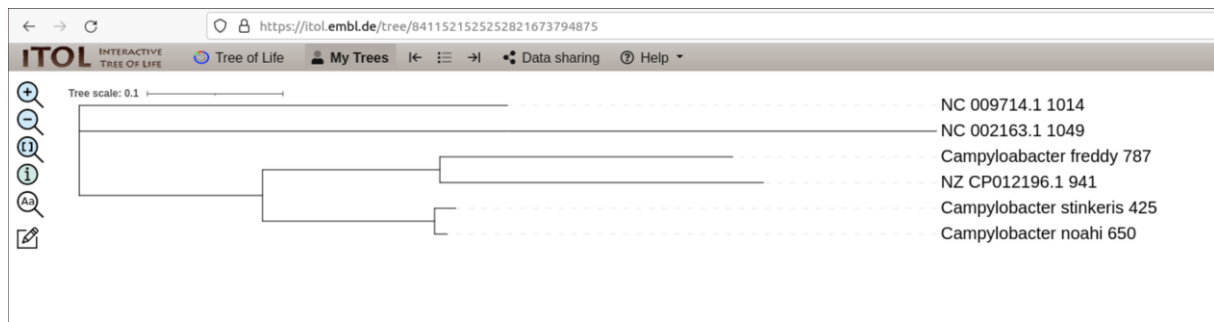 https://itol.embl.de/tree/8411521525252821673794875
iTOL INTERACTIVE TREE OF LIFE Tree of Life My Trees Data sharing Help
Tree scale: 0.1
NC 009714.1 1014
NC 002163.1 1049
Campyloabacter freddy 787
NZ CP012196.1 941
Campylobacter stinkeris 425
Campylobacter noahi 650
Aa